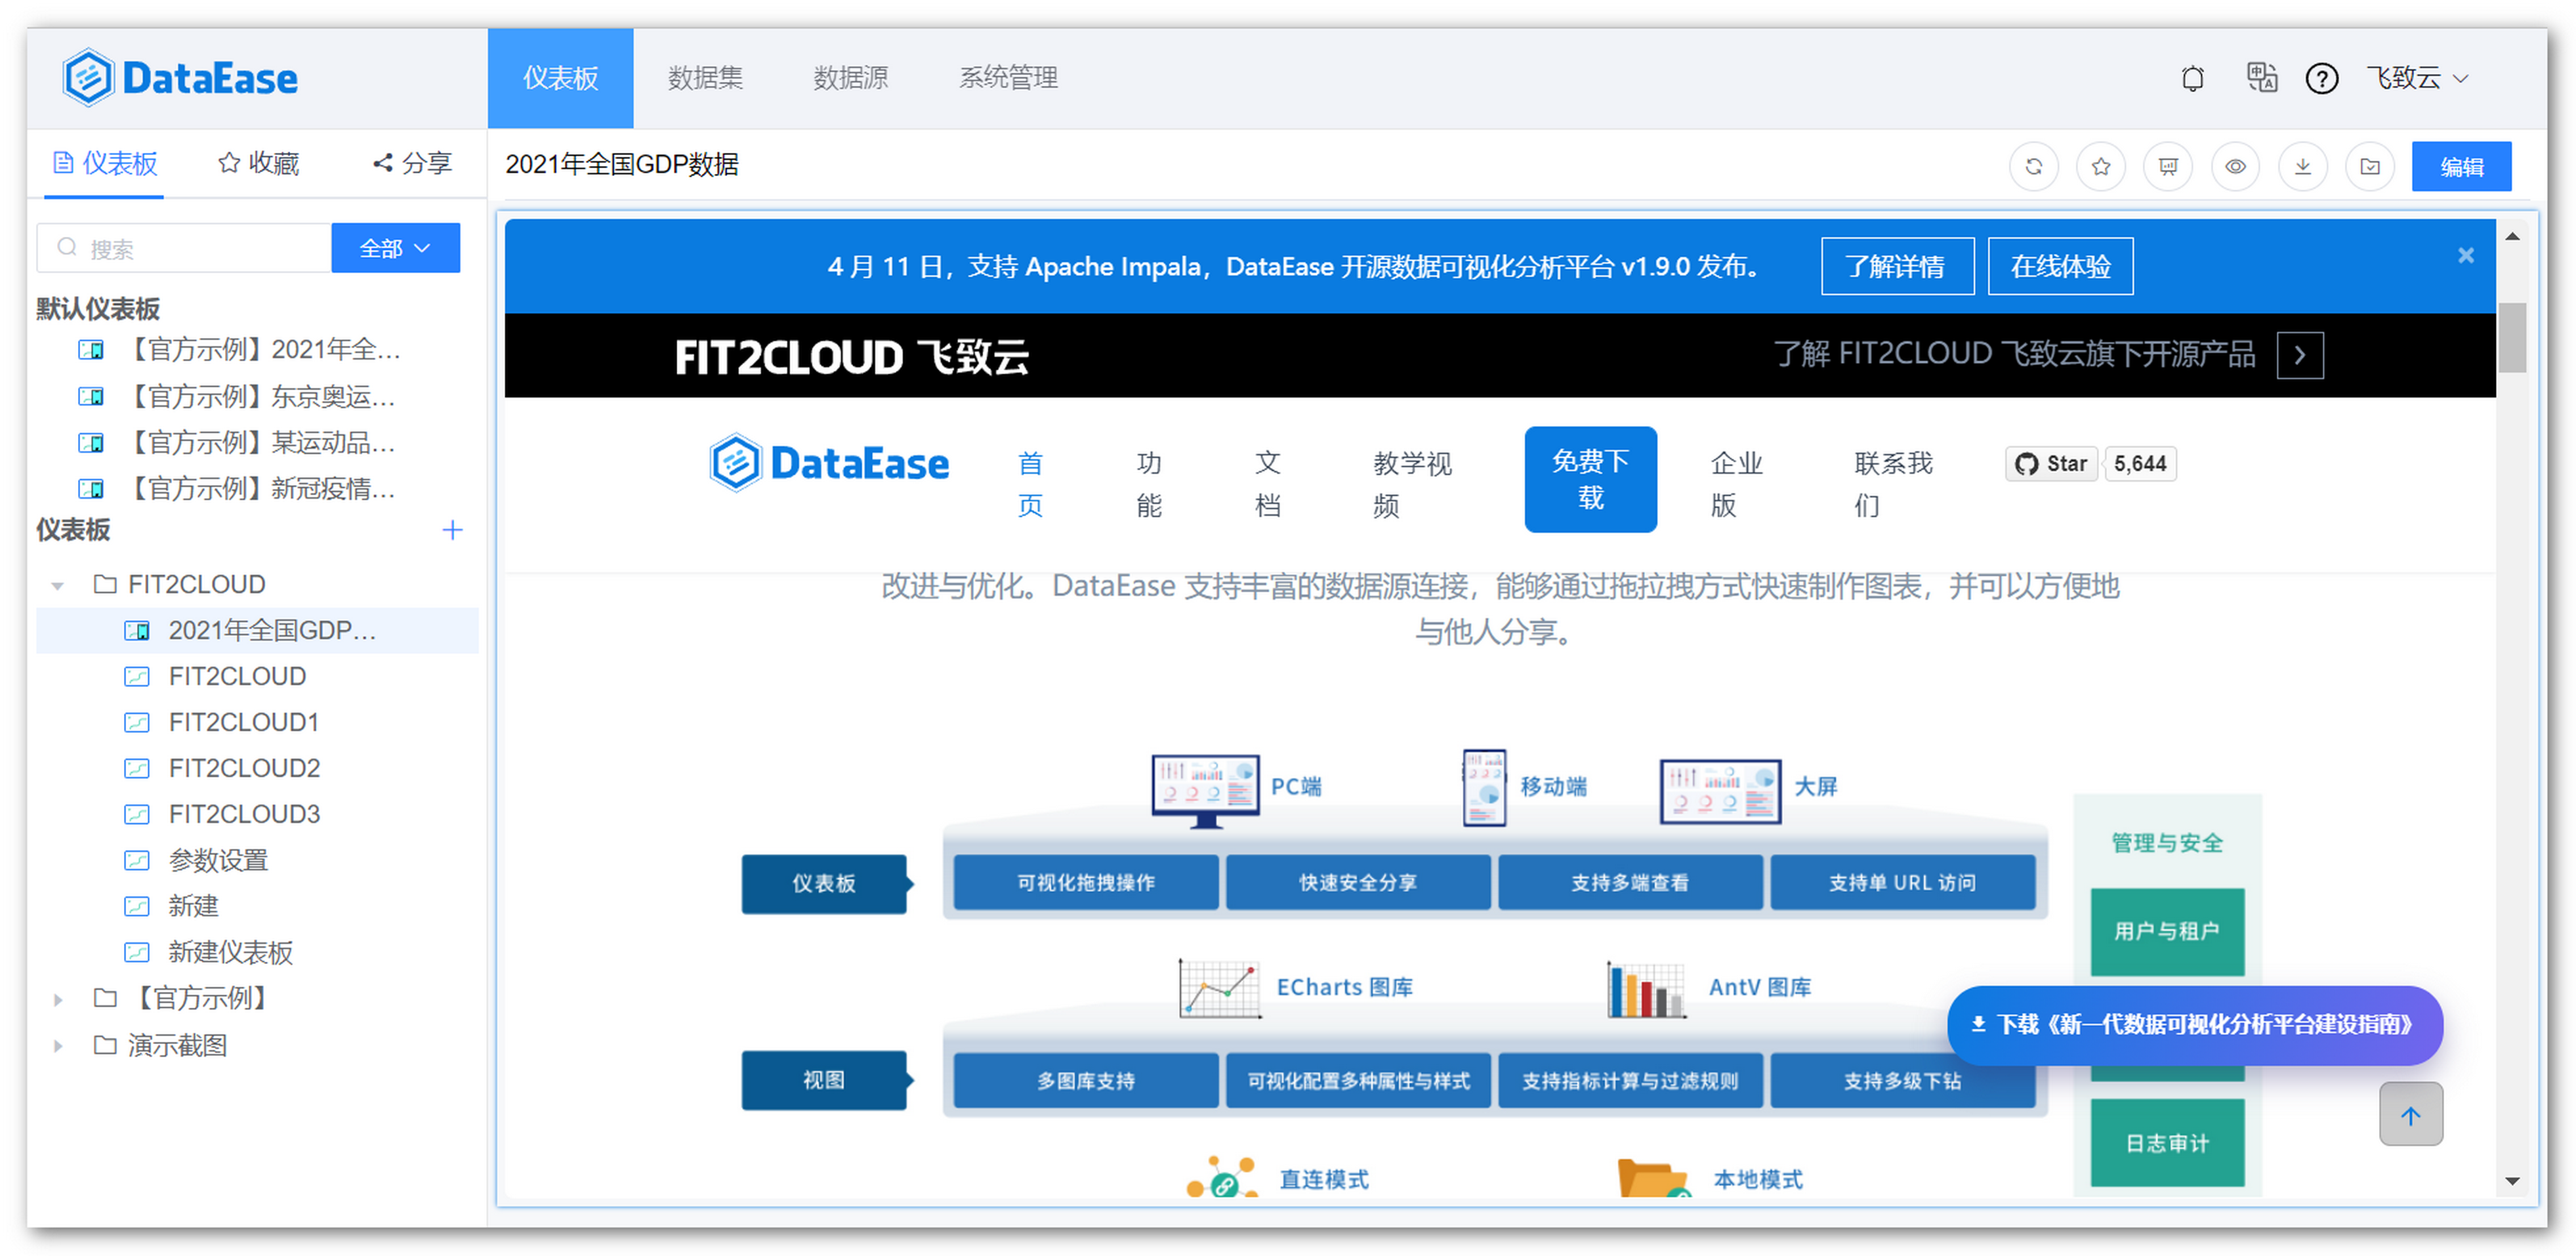 DataEase
仪表板
数据集
数据源
系统管理
飞致云
仪表板
收藏
分享
2021年全国GDP数据
编辑
搜索
全部
默认仪表板
【官方示例】2021年全...
【官方示例】东京奥运...
【官方示例】某运动品...
【官方示例】新冠疫情...
仪表板
FIT2CLOUD
2021年全国GDP...
FIT2CLOUD
FIT2CLOUD1
FIT2CLOUD2
FIT2CLOUD3
参数设置
新建
新建仪表板
【官方示例】
演示截图
4 月 11 日，支持 Apache Impala，DataEase 开源数据可视化分析平台 v1.9.0 发布。
了解详情
在线体验
FIT2CLOUD 飞致云
了解 FIT2CLOUD 飞致云旗下开源产品
DataEase
首
页
功
能
文
档
教学视
频
免费下
载
企业
版
联系我
们
Star
5,644
改进与优化。DataEase 支持丰富的数据源连接，能够通过拖拉拽方式快速制作图表，并可以方便地
与他人分享。
PC端
移动端
大屏
仪表板
可视化拖拽操作
快速安全分享
支持多端查看
支持单 URL 访问
管理与安全
用户与租户
ECharts 图库
AntV 图库
下载《新一代数据可视化分析平台建设指南》
视图
多图库支持
可视化配置多种属性与样式
支持指标计算与过滤规则
支持多级下钻
日志审计
直连模式
本地模式